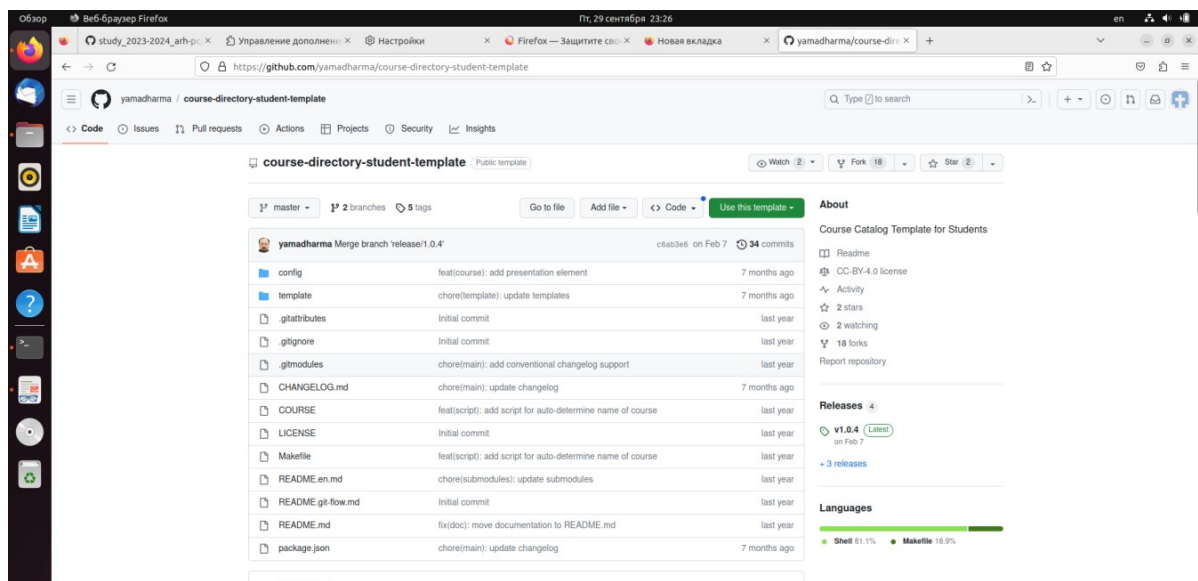 Обзор Веб-браузер Firefox Пт, 29 сентября 23:26 en
study_2023-2024_arh-pc Управление дополнени Настройки Firefox — Защитите сво Новая вкладка yamadharma/course-dire
https://github.com/yamadharma/course-directory-student-template
yamadharma / course-directory-student-template Type / to search
Code Issues Pull requests Actions Projects Security Insights
course-directory-student-template Public template Watch 2 Fork 18 Star 2
master 2 branches 5 tags Go to file Add file Code Use this template
yamadharma Merge branch 'release/1.0.4' c6ab3e6 on Feb 7 34 commits
config feat(course): add presentation element 7 months ago
template chore(template): update templates 7 months ago
.gitattributes Initial commit last year
.gitignore Initial commit last year
.gitmodules chore(main): add conventional changelog support last year
CHANGELOG.md chore(main): update changelog 7 months ago
COURSE feat(script): add script for auto-determine name of course last year
LICENSE Initial commit last year
Makefile feat(script): add script for auto-determine name of course last year
README.en.md chore(submodules): update submodules last year
README.git-flow.md Initial commit last year
README.md fix(doc): move documentation to README.md last year
package.json chore(main): update changelog 7 months ago
About
Course Catalog Template for Students
Readme
CC-BY-4.0 license
Activity
2 stars
2 watching
18 forks
Report repository
Releases 4
v1.0.4 Latest
on Feb 7
+ 3 releases
Languages
Shell 81.1% Makefile 18.9%